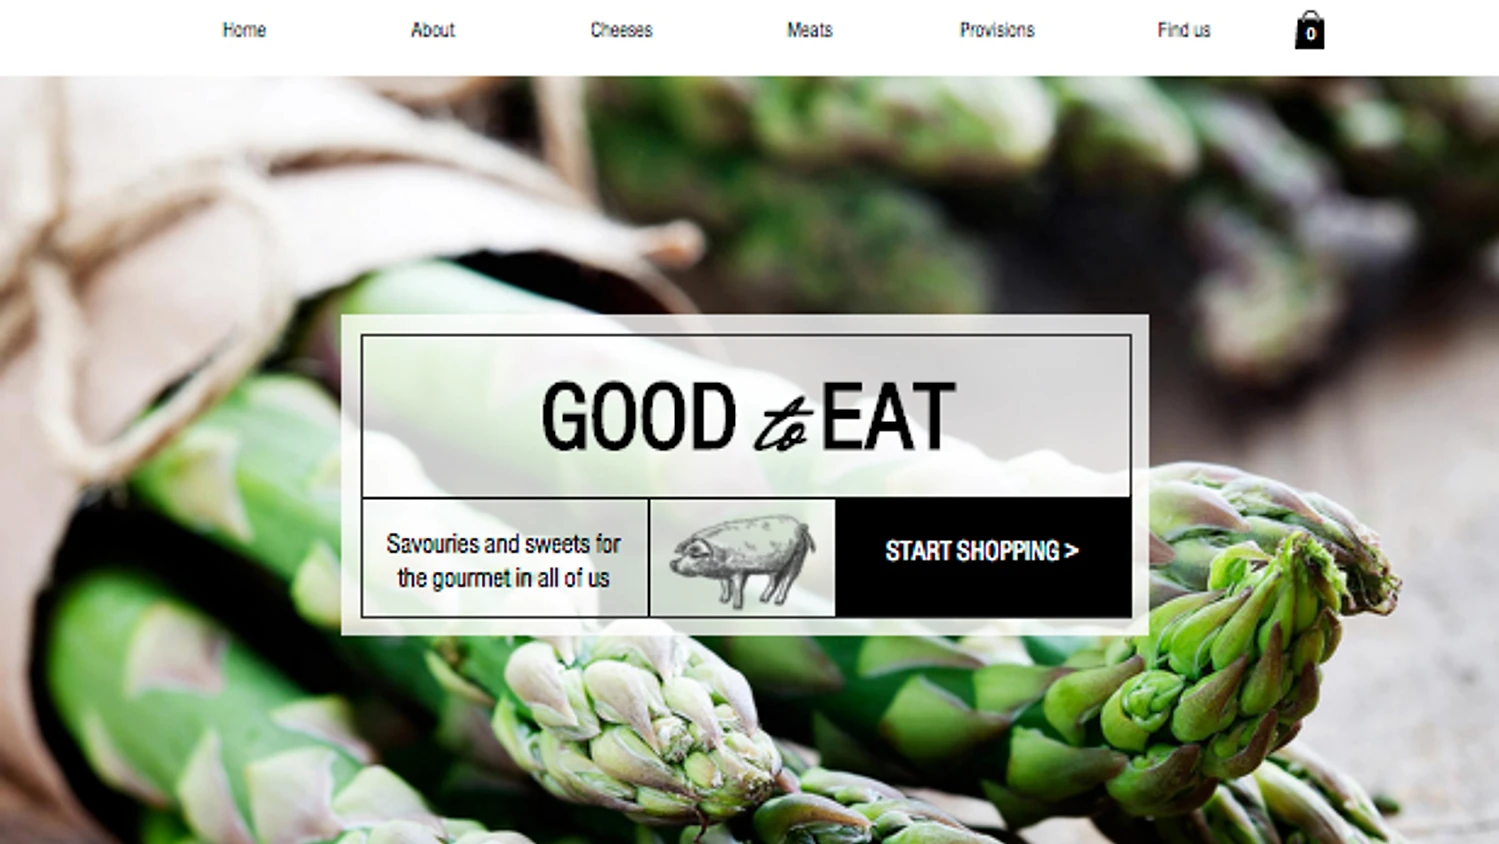 Home About Cheeses Meats Provisions Find us 0
GOOD to EAT
Savouries and sweets for
the gourmet in all of us
START SHOPPING >